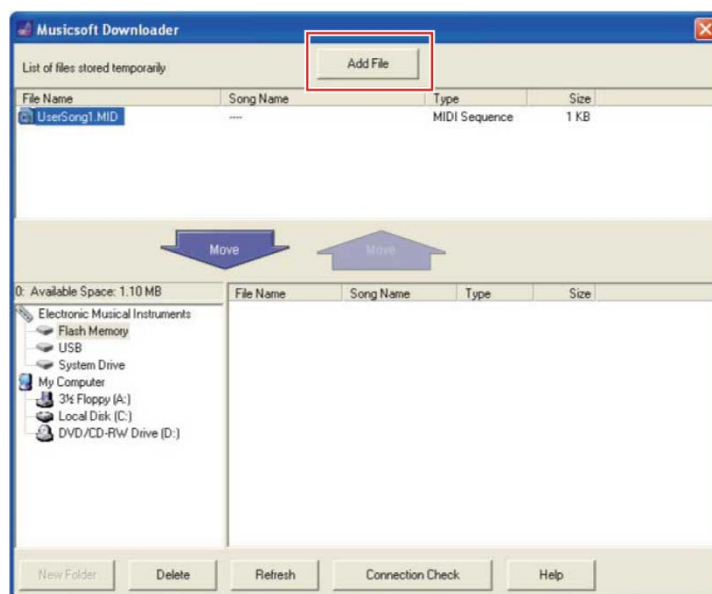 Musicsoft Downloader
Add File
List of files stored temporarily
File Name Song Name Type Size
UserSong1.MID ---- MIDI Sequence 1 KB
Move Move
0: Available Space: 1.10 MB
File Name Song Name Type Size
Electronic Musical Instruments
Flash Memory
USB
System Drive
My Computer
3½ Floppy (A:)
Local Disk (C:)
DVD/CD-RW Drive (D:)
New Folder Delete Refresh Connection Check Help